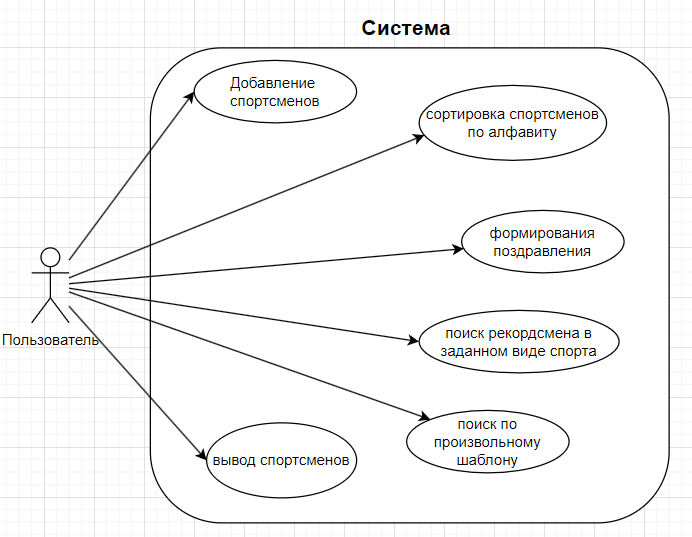 Система
Добавление
спортсменов
сортировка спортсменов
по алфавиту
формирования
поздравления
Пользователь
поиск рекордсмена в
заданном виде спорта
поиск по
произвольному
шаблону
вывод спортсменов